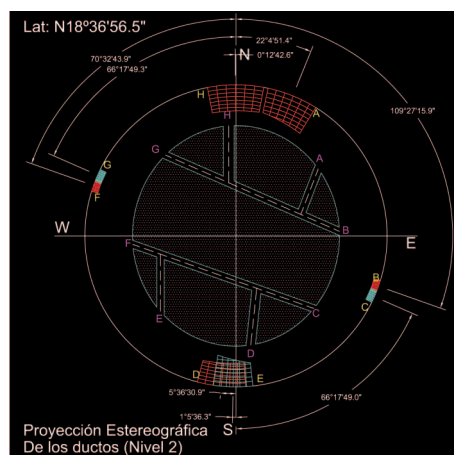 Lat: N18°36'56.5"
70°32'43.9"
66°17'49.3"
22°4'51.4"
N
0°12'42.6"
109°27'15.9"
H
A
H
G
A
G
F
W
B
E
F
B
C
E
C
D
D
E
5°36'30.9"
66°17'49.0"
1°5'36.3"
S
Proyección Estereográfica
De los ductos (Nivel 2)